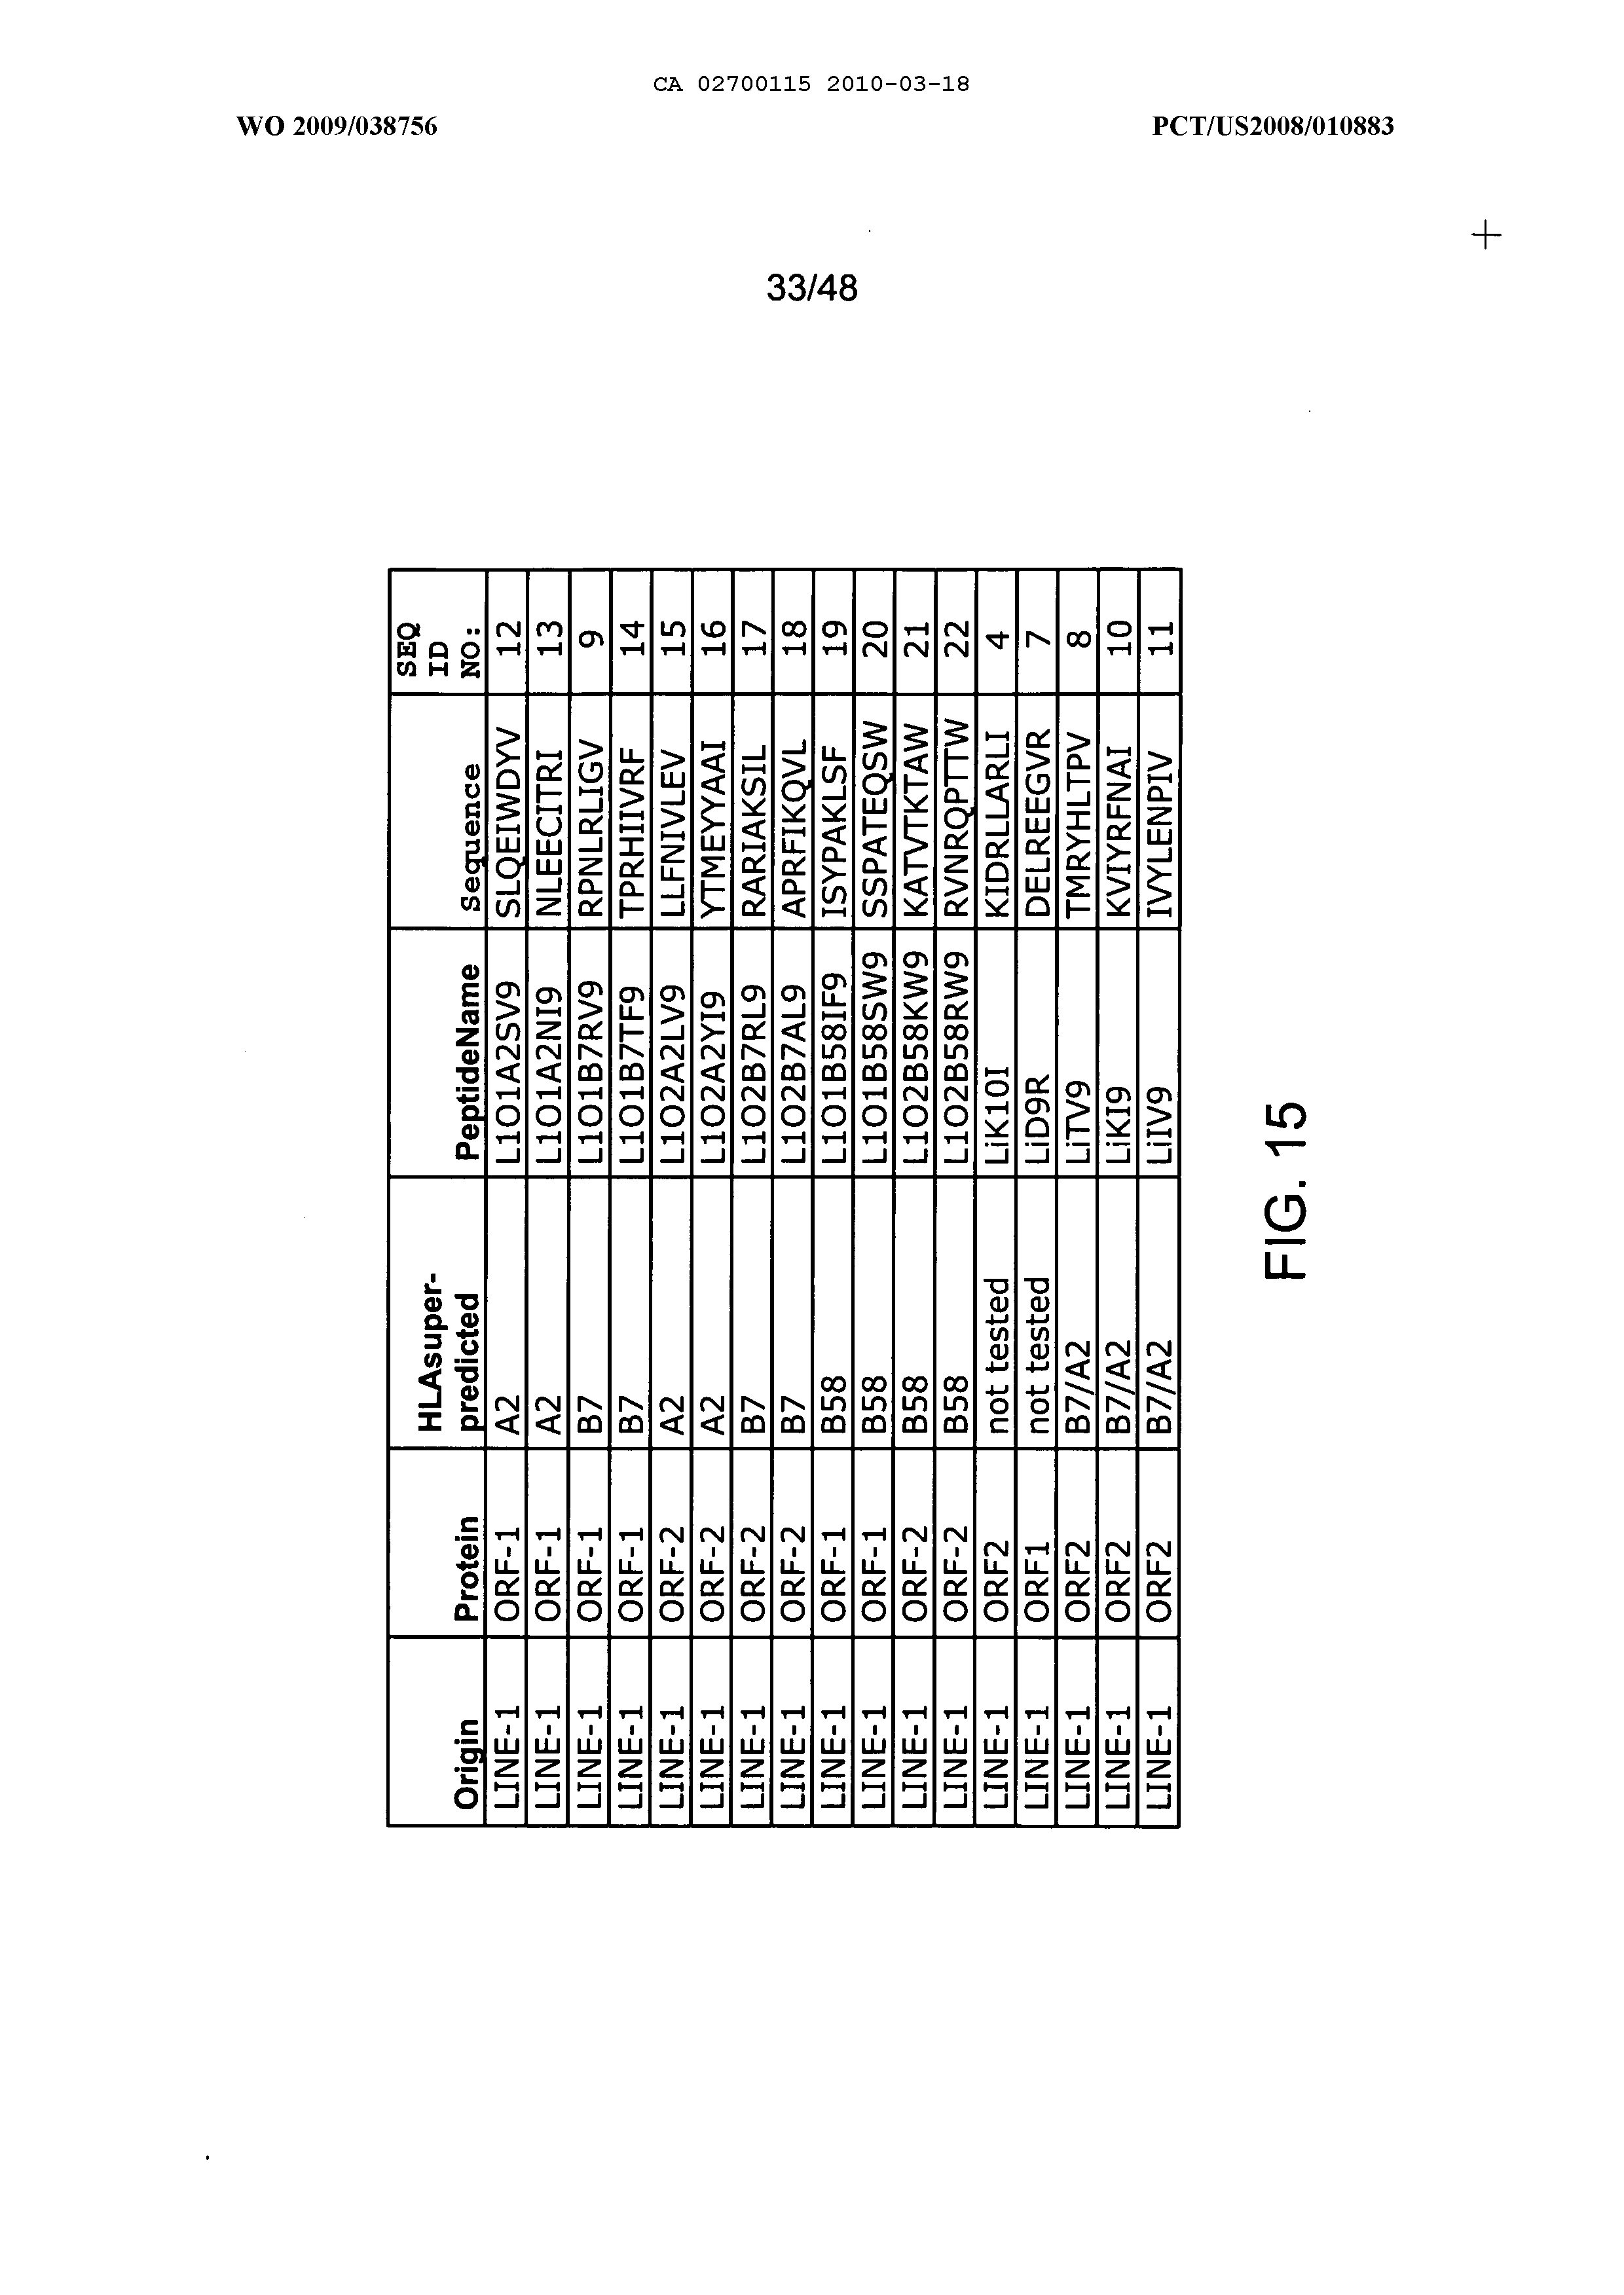 CA 02700115 2010-03-18
WO 2009/038756 PCT/US2008/010883
33/48
Origin Protein HLAsuper-predicted PeptideName Sequence SEQ ID NO:
LINE-1 ORF-1 A2 L1O1A2SV9 SLQEIWDYV 12
LINE-1 ORF-1 A2 L1O1A2NI9 NLEECITRI 13
LINE-1 ORF-1 B7 L1O1B7RV9 RPNLRLIGV 9
LINE-1 ORF-1 B7 L1O1B7TF9 TPRHIIVRF 14
LINE-1 ORF-2 A2 L1O2A2LV9 LLFNIVLEV 15
LINE-1 ORF-2 A2 L1O2A2YI9 YTMEYYAAI 16
LINE-1 ORF-2 B7 L1O2B7RL9 RARIAKSIL 17
LINE-1 ORF-2 B7 L1O2B7AL9 APRFIKQVL 18
LINE-1 ORF-1 B58 L1O1B58IF9 ISYPAKLSF 19
LINE-1 ORF-1 B58 L1O1B58SW9 SSPATEQSW 20
LINE-1 ORF-2 B58 L1O2B58KW9 KATVTKTAW 21
LINE-1 ORF-2 B58 L1O2B58RW9 RVNRQPTTW 22
LINE-1 ORF2 not tested LiK10I KIDRLLARLI 4
LINE-1 ORF1 not tested LiD9R DELREEGVR 7
LINE-1 ORF2 B7/A2 LiTV9 TMRYHLTPV 8
LINE-1 ORF2 B7/A2 LiKI9 KVIYRFNAI 10
LINE-1 ORF2 B7/A2 LiIV9 IVYLENPIV 11
FIG. 15